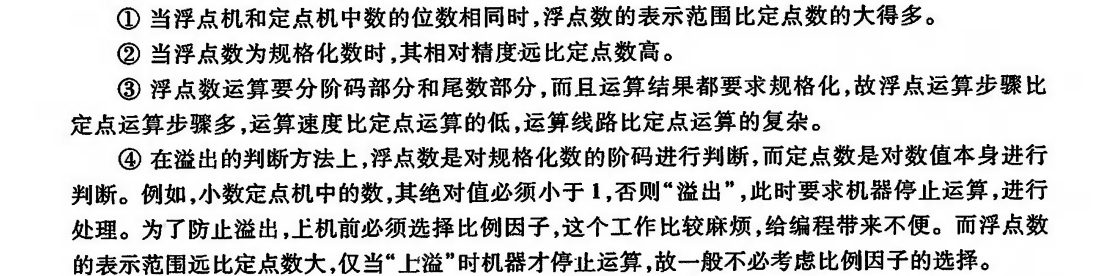 ① 当浮点机和定点机中数的位数相同时,浮点数的表示范围比定点数的大得多。
② 当浮点数为规格化数时,其相对精度远比定点数高。
③ 浮点数运算要分阶码部分和尾数部分,而且运算结果都要求规格化,故浮点运算步骤比
定点运算步骤多,运算速度比定点运算的低,运算线路比定点运算的复杂。
④ 在溢出的判断方法上,浮点数是对规格化数的阶码进行判断,而定点数是对数值本身进行
判断。例如,小数定点机中的数,其绝对值必须小于 1,否则“溢出”,此时要求机器停止运算,进行
处理。为了防止溢出,上机前必须选择比例因子,这个工作比较麻烦,给编程带来不便。而浮点数
的表示范围远比定点数大,仅当“上溢”时机器才停止运算,故一般不必考虑比例因子的选择。